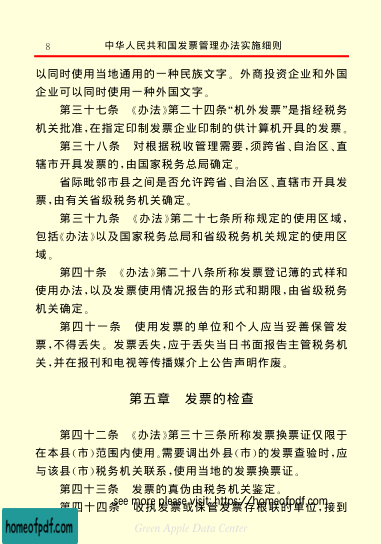 8 中华人民共和国发票管理办法实施细则
以同时使用当地通用的一种民族文字。外商投资企业和外国
企业可以同时使用一种外国文字。
第三十七条 《办法》第二十四条“机外发票”是指经税务
机关批准,在指定印制发票企业印制的供计算机开具的发票。
第三十八条 对根据税收管理需要,须跨省、自治区、直
辖市开具发票的,由国家税务总局确定。
省际毗邻市县之间是否允许跨省、自治区、直辖市开具发
票,由有关省级税务机关确定。
第三十九条 《办法》第二十七条所称规定的使用区域,
包括《办法》以及国家税务总局和省级税务机关规定的使用区
域。
第四十条 《办法》第二十八条所称发票登记簿的式样和
使用办法,以及发票使用情况报告的形式和期限,由省级税务
机关确定。
第四十一条 使用发票的单位和个人应当妥善保管发
票,不得丢失。发票丢失,应于丢失当日书面报告主管税务机
关,并在报刊和电视等传播媒介上公告声明作废。
第五章 发票的检查
第四十二条 《办法》第三十三条所称发票换票证仅限于
在本县(市)范围内使用。需要调出外县(市)的发票查验时,应
与该县(市)税务机关联系,使用当地的发票换票证。
第四十三条 发票的真伪由税务机关鉴定。
see more please visit: https://homeofpdf.com
第四十四条 收执发票或保管发票存根联的单位,接到
homeofpdf.com
Green Apple Data Center